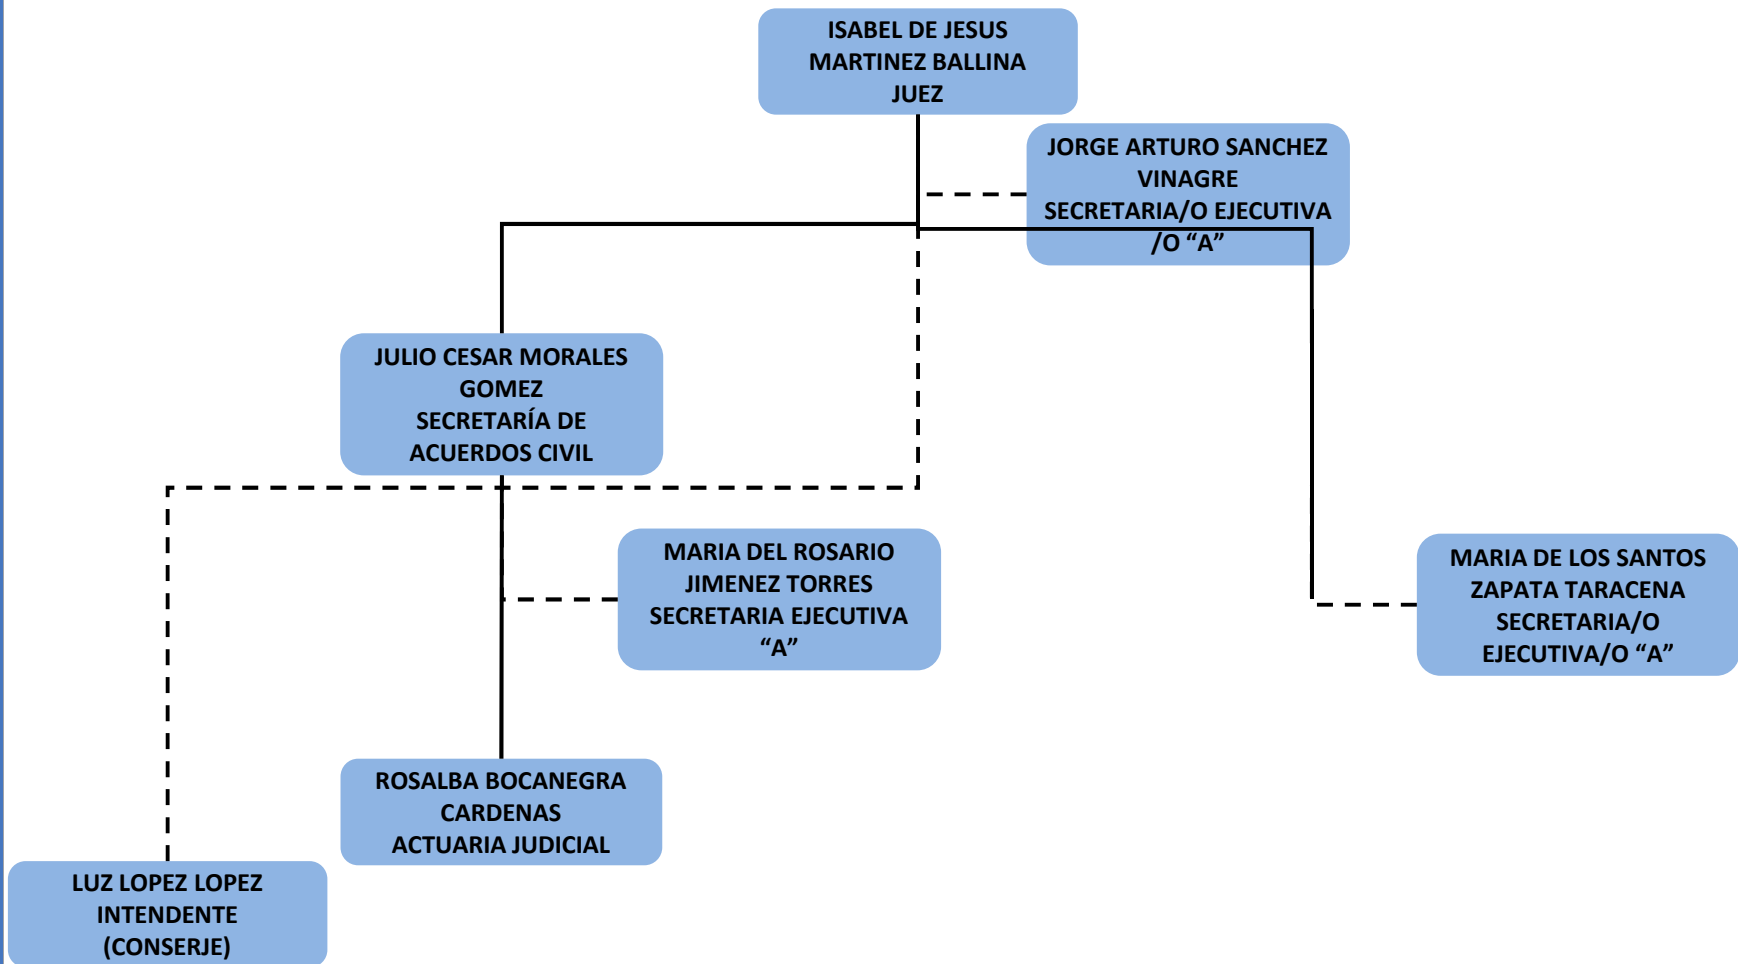 ISABEL DE JESUS
MARTINEZ BALLINA
JUEZ
JORGE ARTURO SANCHEZ
VINAGRE
SECRETARIA/O EJECUTIVA
/O “A”
JULIO CESAR MORALES
GOMEZ
SECRETARÍA DE
ACUERDOS CIVIL
MARIA DEL ROSARIO
JIMENEZ TORRES
SECRETARIA EJECUTIVA
“A”
MARIA DE LOS SANTOS
ZAPATA TARACENA
SECRETARIA/O
EJECUTIVA/O “A”
ROSALBA BOCANEGRA
CARDENAS
ACTUARIA JUDICIAL
LUZ LOPEZ LOPEZ
INTENDENTE
(CONSERJE)